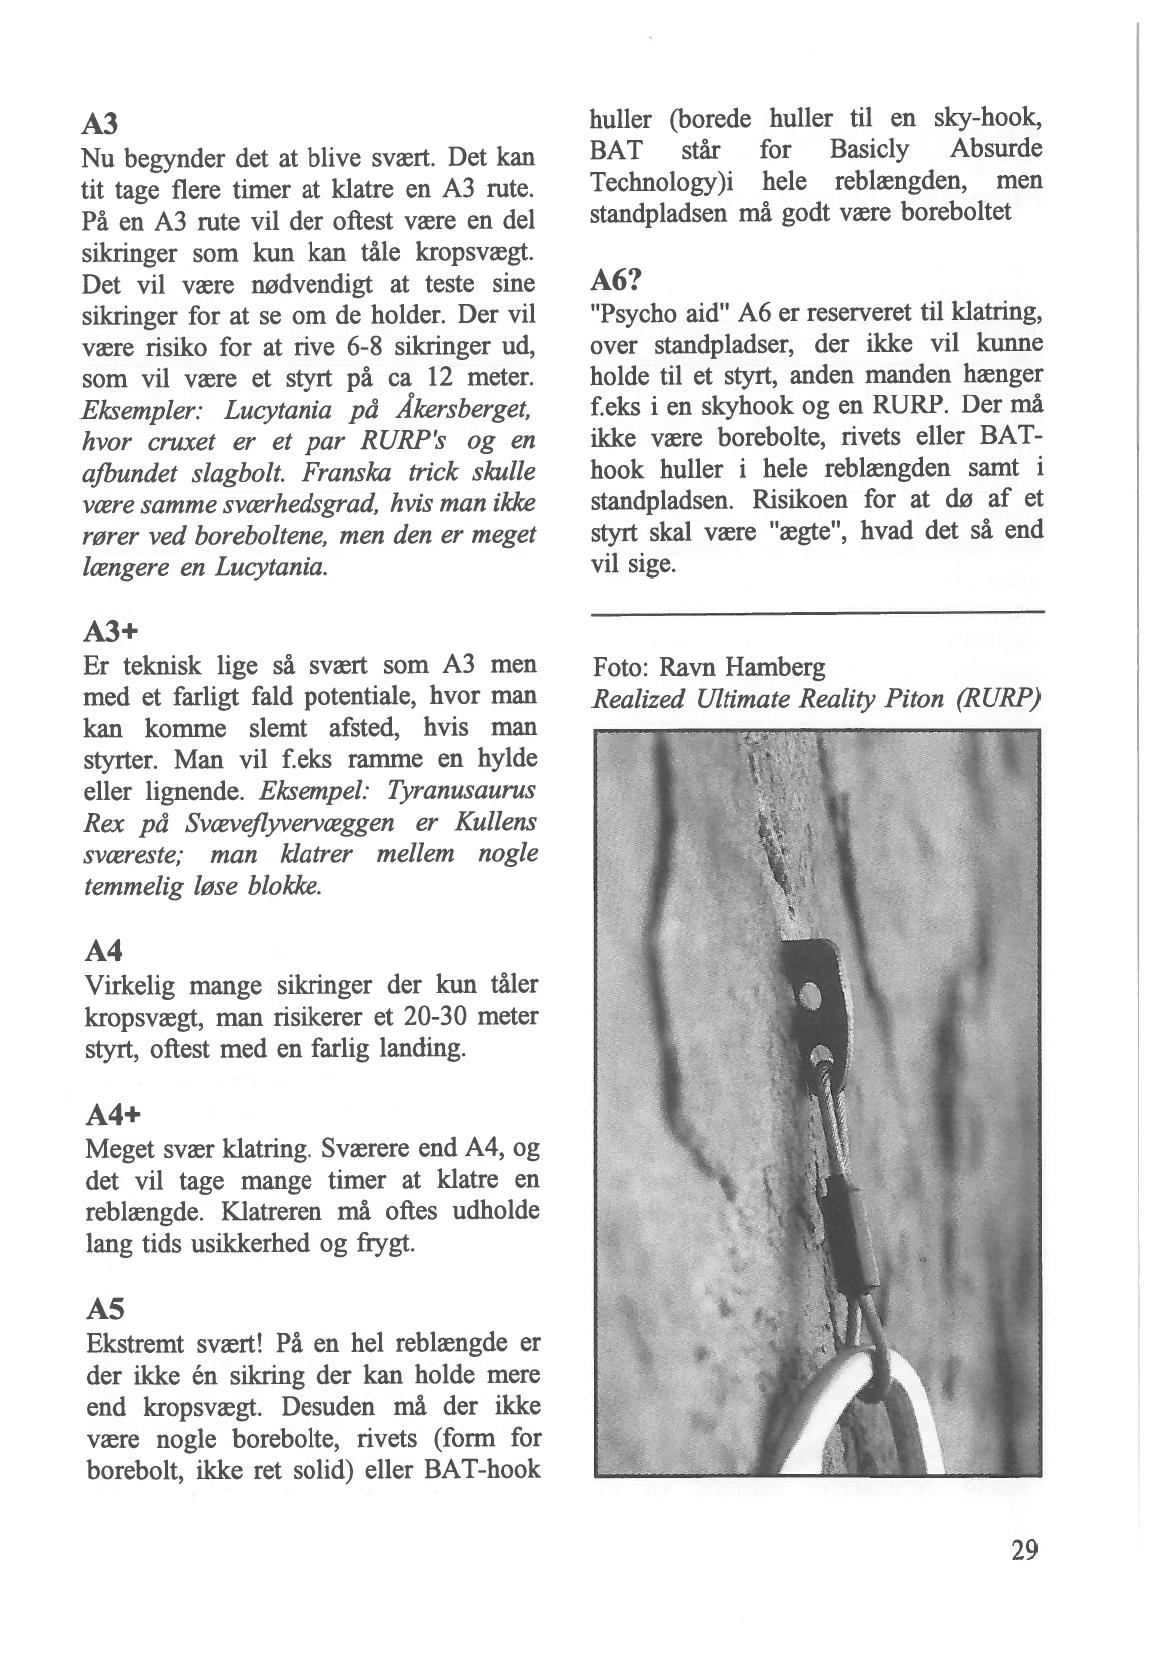 A3
Nu begynder det at blive svært. Det kan
tit tage flere timer at klatre en A3 rute.
På en A3 rute vil der oftest være en del
sikringer som kun kan tåle kropsvægt.
Det vil være nødvendigt at teste sine
sikringer for at se om de holder. Der vil
være risiko for at rive 6-8 sikringer ud,
som vil være et styrt på ca 12 meter.
Eksempler: Lucytania på Åkersberget,
hvor cruxet er et par RURP's og en
afbundet slagbolt. Franska trick skulle
være samme sværhedsgrad, hvis man ikke
rører ved boreboltene, men den er meget
længere en Lucytania.
A3+
Er teknisk lige så svært som A3 men
med et farligt fald potentiale, hvor man
kan komme slemt afsted, hvis man
styrter. Man vil f.eks ramme en hylde
eller lignende. Eksempel: Tyranusaurus
Rex på Svæveflyvervæggen er Kullens
sværeste; man klatrer mellem nogle
temmelig løse blokke.
A4
Virkelig mange sikringer der kun tåler
kropsvægt, man risikerer et 20-30 meter
styrt, oftest med en farlig landing.
A4+
Meget svær klatring. Sværere end A4, og
det vil tage mange timer at klatre en
reblængde. Klatreren må oftes udholde
lang tids usikkerhed og frygt.
A5
Ekstremt svært! På en hel reblængde er
der ikke én sikring der kan holde mere
end kropsvægt. Desuden må der ikke
være nogle borebolte, rivets (form for
borebolt, ikke ret solid) eller BAT-hook
huller (borede huller til en sky-hook,
BAT står for Basicly Absurde
Technology)i hele reblængden, men
standpladsen må godt være boreboltet
A6?
"Psycho aid" A6 er reserveret til klatring,
over standpladser, der ikke vil kunne
holde til et styrt, anden manden hænger
f.eks i en skyhook og en RURP. Der må
ikke være borebolte, rivets eller BAT-
hook huller i hele reblængden samt i
standpladsen. Risikoen for at dø af et
styrt skal være "ægte", hvad det så end
vil sige.
Foto: Ravn Hamberg
Realized Ultimate Reality Piton (RURP)
29